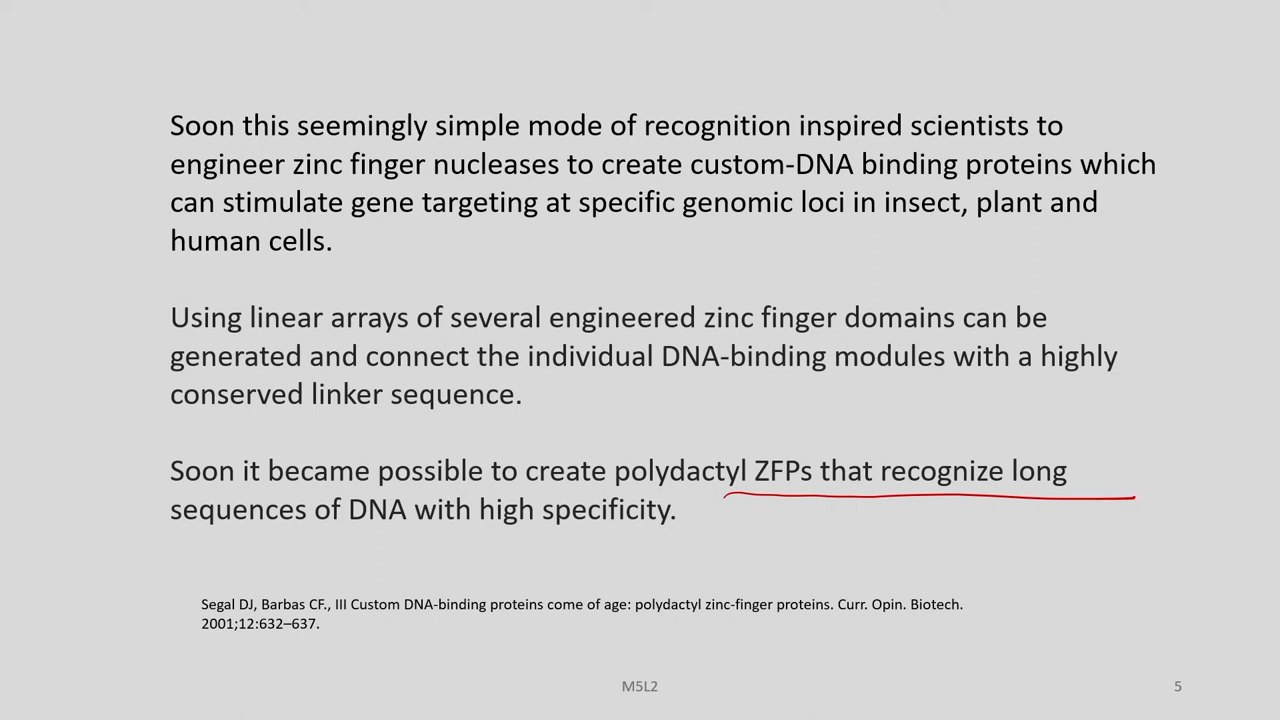 Soon this seemingly simple mode of recognition inspired scientists to
engineer zinc finger nucleases to create custom-DNA binding proteins which
can stimulate gene targeting at specific genomic loci in insect, plant and
human cells.
Using linear arrays of several engineered zinc finger domains can be
generated and connect the individual DNA-binding modules with a highly
conserved linker sequence.
Soon it became possible to create polydactyl ZFPs that recognize long
sequences of DNA with high specificity.
Segal DJ, Barbas CF., III Custom DNA-binding proteins come of age: polydactyl zinc-finger proteins. Curr. Opin. Biotech.
2001;12:632–637.
M5L2
5